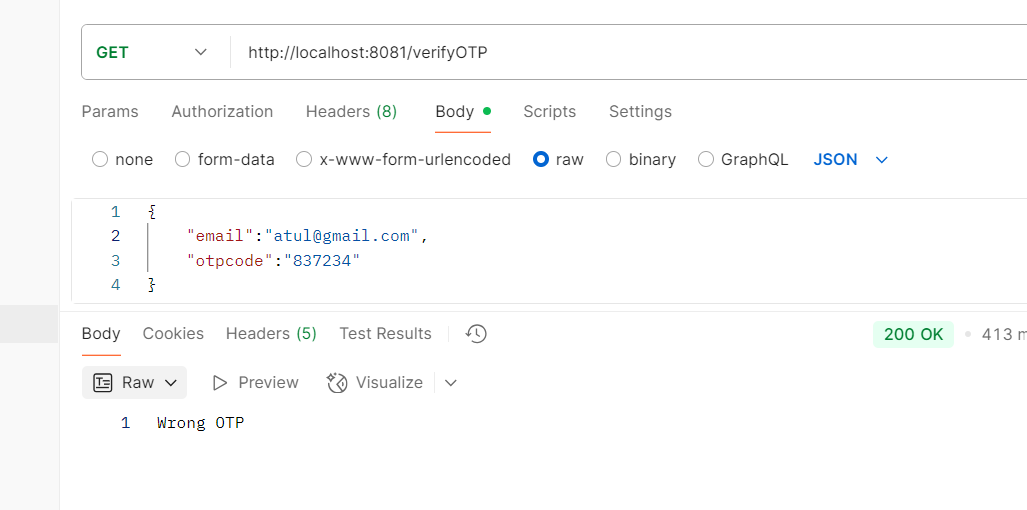 GET http://localhost:8081/verifyOTP
Params Authorization Headers (8) Body Scripts Settings
none form-data x-www-form-urlencoded raw binary GraphQL JSON
1 {
2 "email":"atul@gmail.com",
3 "otpcode":"837234"
4 }
Body Cookies Headers (5) Test Results 200 OK 413 m
Raw Preview Visualize
1 Wrong OTP